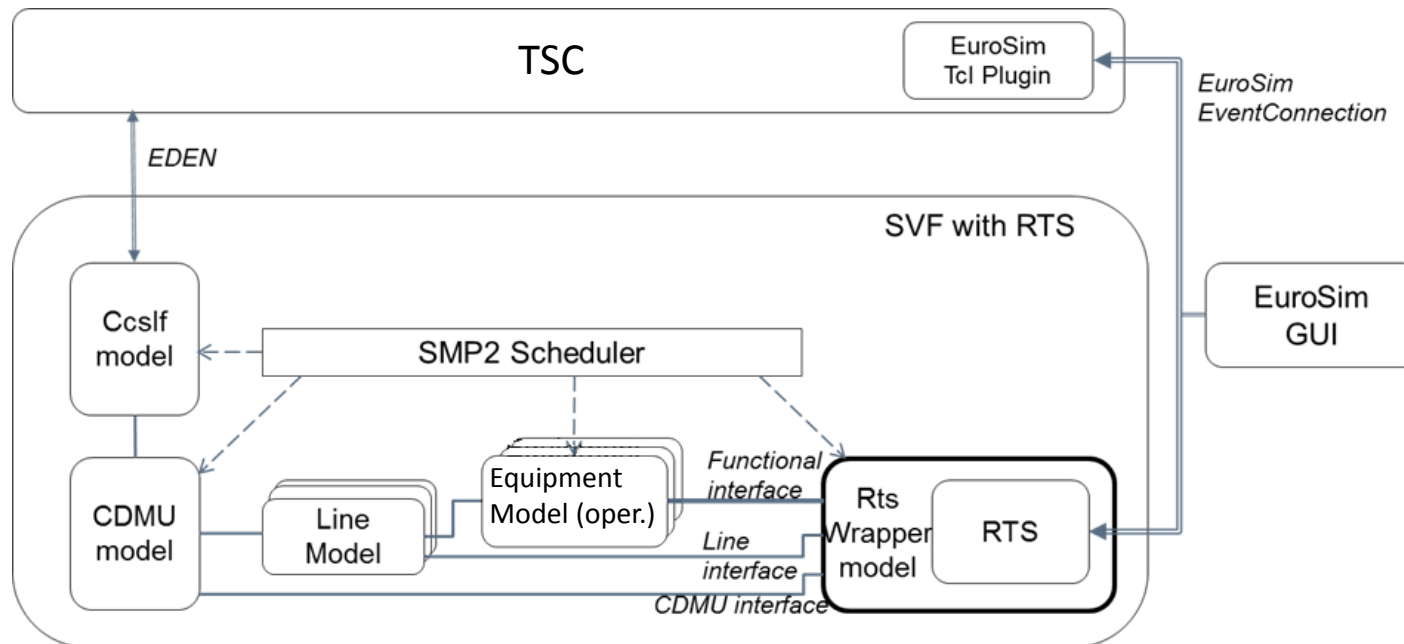 TSC
EuroSim
Tcl Plugin
EuroSim
EventConnection
EDEN
SVF with RTS
EuroSim
GUI
Ccslf
model
SMP2 Scheduler
CDMU
model
Line
Model
Equipment
Model (oper.)
Functional
interface
Line
interface
CDMU interface
Rts
Wrapper
model
RTS